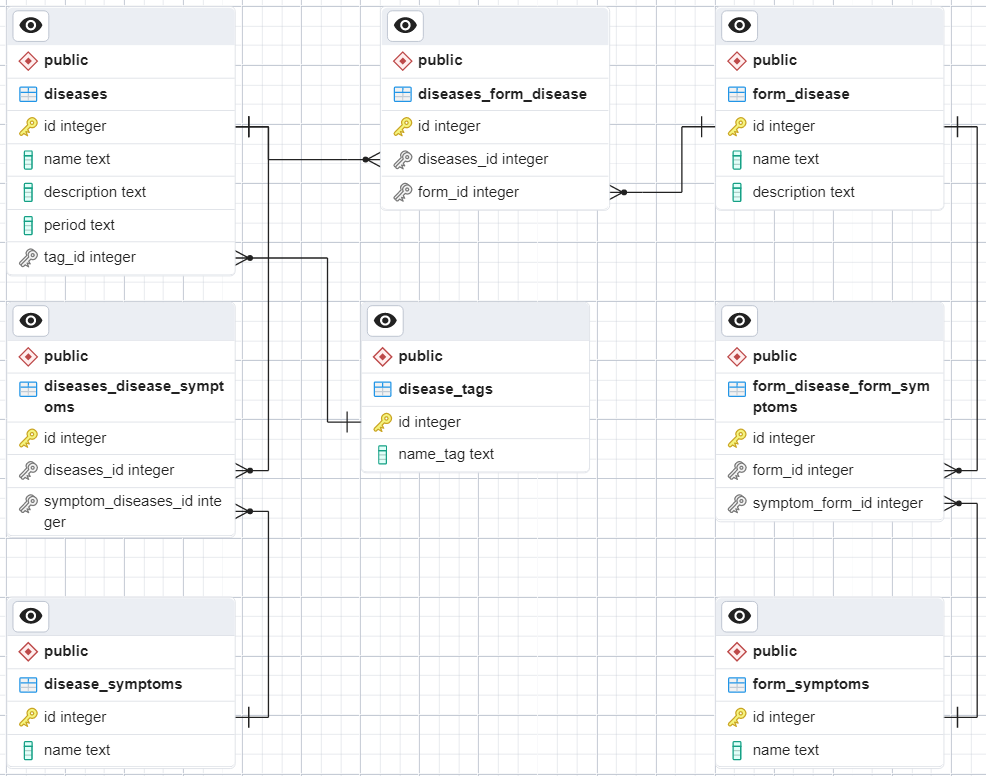 public
diseases
id integer
name text
description text
period text
tag_id integer
public
diseases_form_disease
id integer
diseases_id integer
form_id integer
public
form_disease
id integer
name text
description text
public
diseases_disease_sympt
oms
id integer
diseases_id integer
symptom_diseases_id inte
ger
public
disease_tags
id integer
name_tag text
public
form_disease_form_sym
ptoms
id integer
form_id integer
symptom_form_id integer
public
disease_symptoms
id integer
name text
public
form_symptoms
id integer
name text